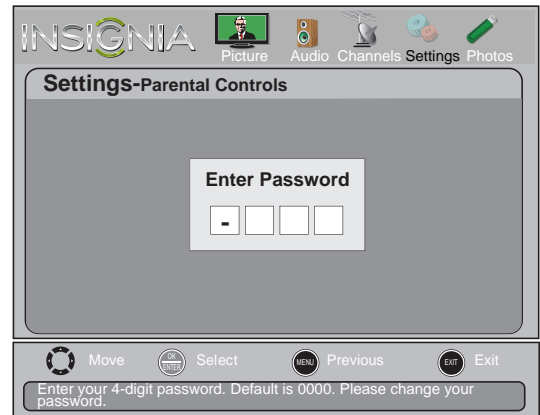 INSIGNIA
Picture Audio Channels Settings Photos
Settings-Parental Controls
Enter Password
-
Move OK ENTER Select MENU Previous EXIT Exit
Enter your 4-digit password. Default is 0000. Please change your
password.